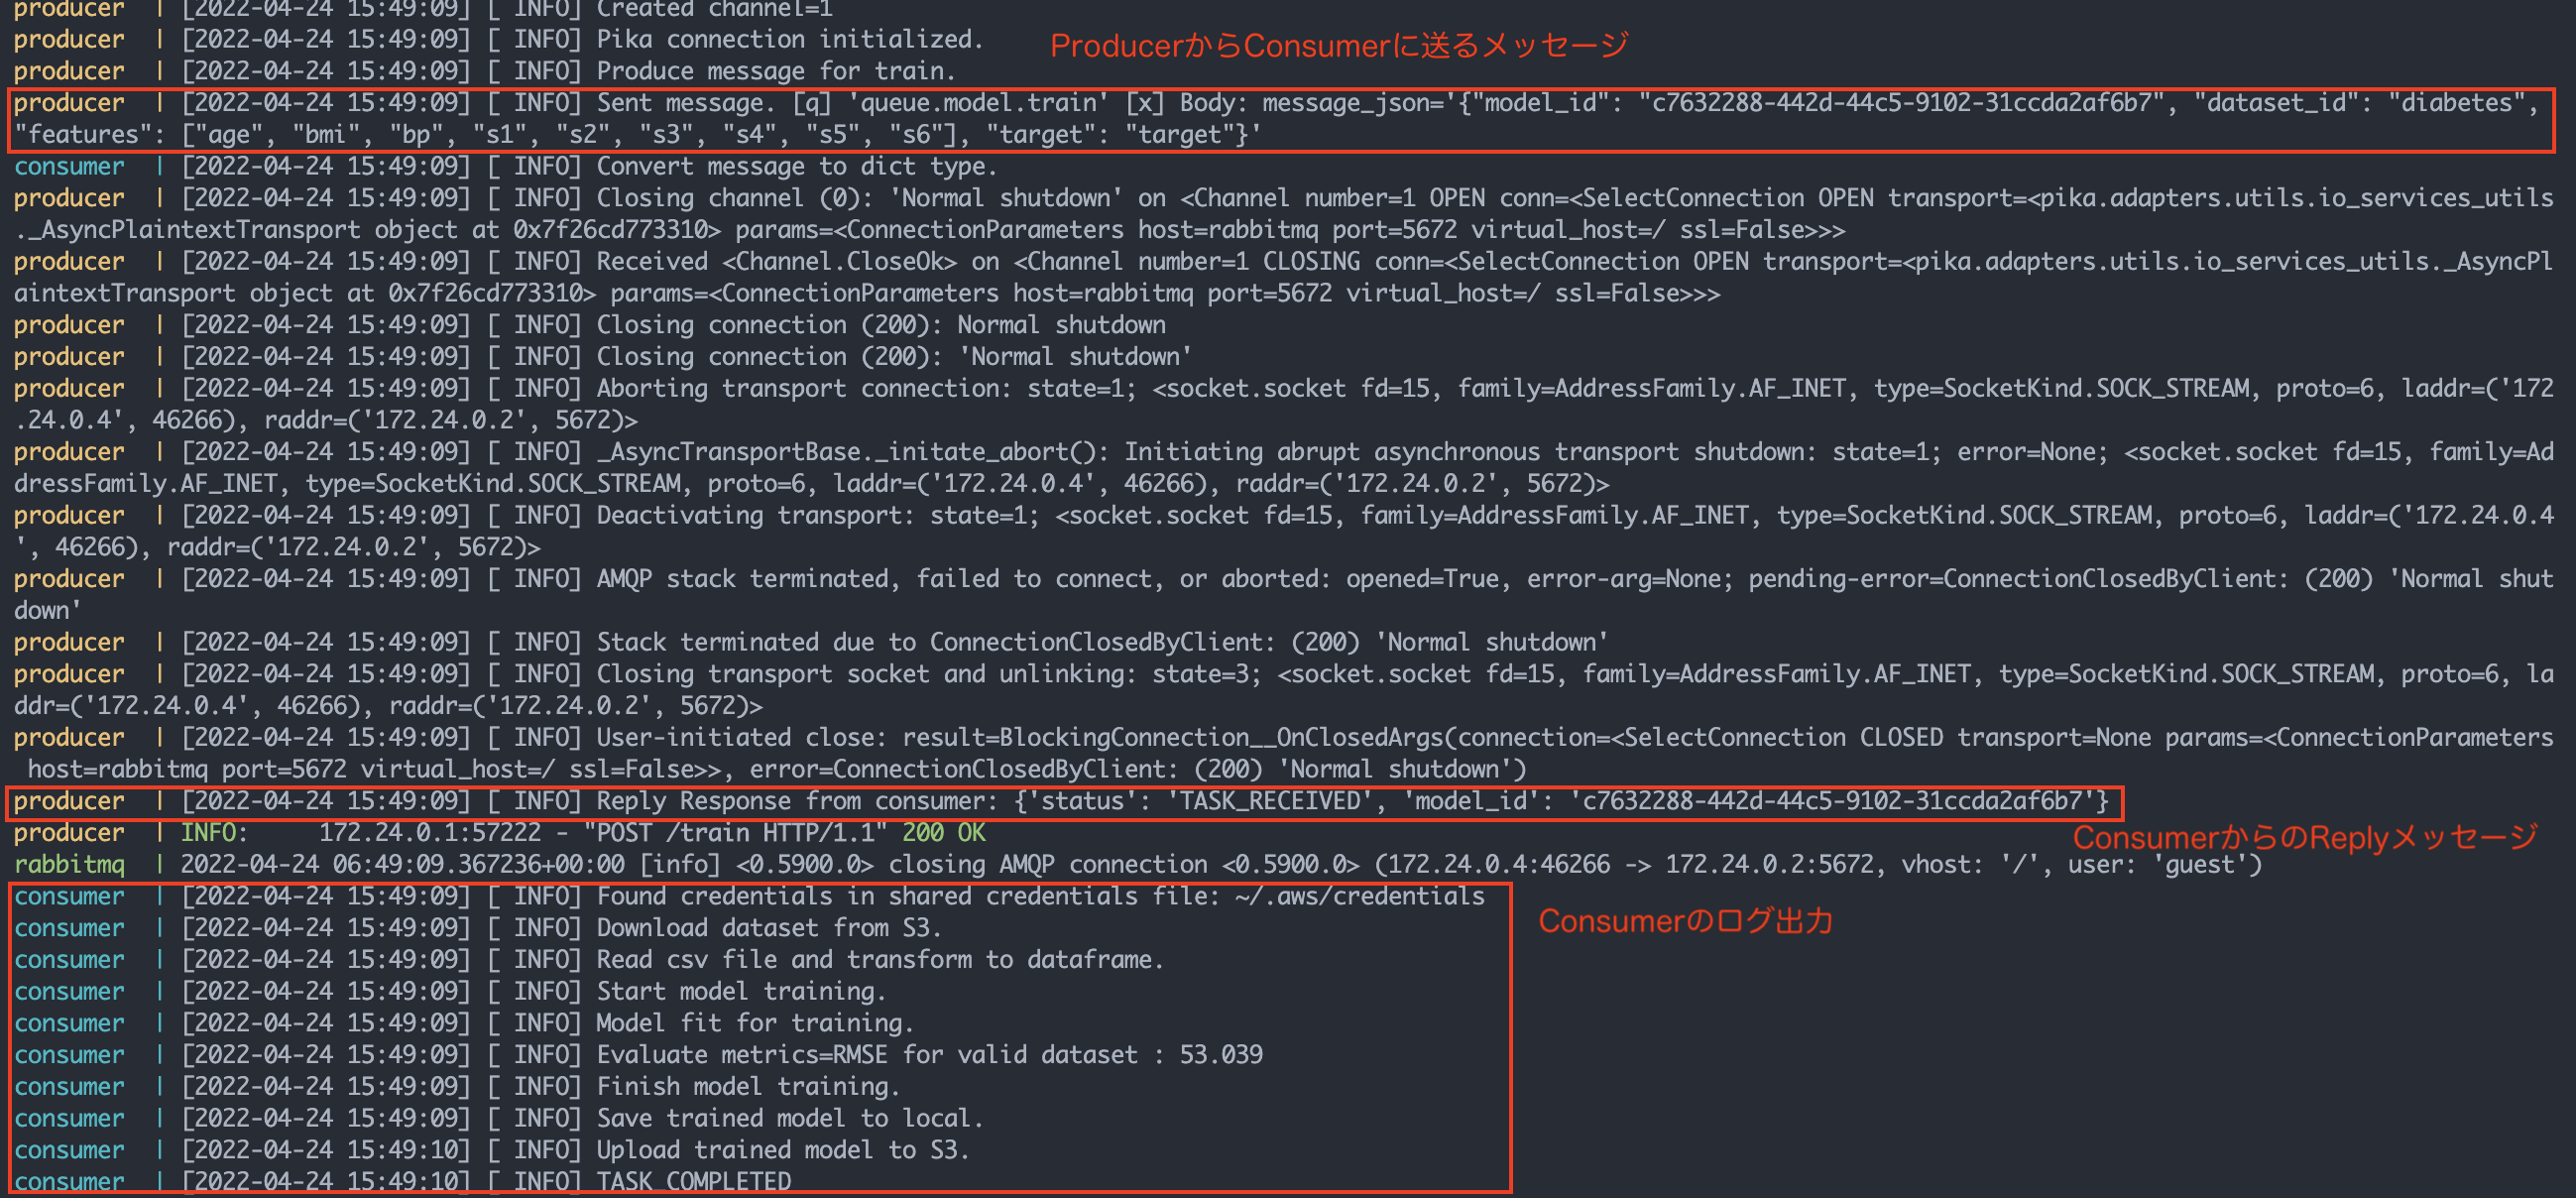 producer | [2022-04-24 15:49:09] [ INFO] Created channel=1
producer | [2022-04-24 15:49:09] [ INFO] Pika connection initialized.
ProducerからConsumerに送るメッセージ
producer | [2022-04-24 15:49:09] [ INFO] Produce message for train.
producer | [2022-04-24 15:49:09] [ INFO] Sent message. [q] 'queue.model.train' [x] Body: message_json='{"model_id": "c7632288-442d-44c5-9102-31ccda2af6b7", "dataset_id": "diabetes",
"features": ["age", "bmi", "bp", "s1", "s2", "s3", "s4", "s5", "s6"], "target": "target"}'
consumer | [2022-04-24 15:49:09] [ INFO] Convert message to dict type.
producer | [2022-04-24 15:49:09] [ INFO] Closing channel (0): 'Normal shutdown' on <Channel number=1 OPEN conn=<SelectConnection OPEN transport=<pika.adapters.utils.io_services_utils
._AsyncPlaintextTransport object at 0x7f26cd773310> params=<ConnectionParameters host=rabbitmq port=5672 virtual_host=/ ssl=False>>>
producer | [2022-04-24 15:49:09] [ INFO] Received <Channel.CloseOk> on <Channel number=1 CLOSING conn=<SelectConnection OPEN transport=<pika.adapters.utils.io_services_utils._AsyncPl
aintextTransport object at 0x7f26cd773310> params=<ConnectionParameters host=rabbitmq port=5672 virtual_host=/ ssl=False>>>
producer | [2022-04-24 15:49:09] [ INFO] Closing connection (200): Normal shutdown
producer | [2022-04-24 15:49:09] [ INFO] Closing connection (200): 'Normal shutdown'
producer | [2022-04-24 15:49:09] [ INFO] Aborting transport connection: state=1; <socket.socket fd=15, family=AddressFamily.AF_INET, type=SocketKind.SOCK_STREAM, proto=6, laddr=('172
.24.0.4', 46266), raddr=('172.24.0.2', 5672)>
producer | [2022-04-24 15:49:09] [ INFO] _AsyncTransportBase._initate_abort(): Initiating abrupt asynchronous transport shutdown: state=1; error=None; <socket.socket fd=15, family=Ad
dressFamily.AF_INET, type=SocketKind.SOCK_STREAM, proto=6, laddr=('172.24.0.4', 46266), raddr=('172.24.0.2', 5672)>
producer | [2022-04-24 15:49:09] [ INFO] Deactivating transport: state=1; <socket.socket fd=15, family=AddressFamily.AF_INET, type=SocketKind.SOCK_STREAM, proto=6, laddr=('172.24.0.4
', 46266), raddr=('172.24.0.2', 5672)>
producer | [2022-04-24 15:49:09] [ INFO] AMQP stack terminated, failed to connect, or aborted: opened=True, error-arg=None; pending-error=ConnectionClosedByClient: (200) 'Normal shut
down'
producer | [2022-04-24 15:49:09] [ INFO] Stack terminated due to ConnectionClosedByClient: (200) 'Normal shutdown'
producer | [2022-04-24 15:49:09] [ INFO] Closing transport socket and unlinking: state=3; <socket.socket fd=15, family=AddressFamily.AF_INET, type=SocketKind.SOCK_STREAM, proto=6, la
ddr=('172.24.0.4', 46266), raddr=('172.24.0.2', 5672)>
producer | [2022-04-24 15:49:09] [ INFO] User-initiated close: result=BlockingConnection__OnClosedArgs(connection=<SelectConnection CLOSED transport=None params=<ConnectionParameters
host=rabbitmq port=5672 virtual_host=/ ssl=False>>, error=ConnectionClosedByClient: (200) 'Normal shutdown')
producer | [2022-04-24 15:49:09] [ INFO] Reply Response from consumer: {'status': 'TASK_RECEIVED', 'model_id': 'c7632288-442d-44c5-9102-31ccda2af6b7'}
producer | INFO:     172.24.0.1:57222 - "POST /train HTTP/1.1" 200 OK
ConsumerからのReplyメッセージ
rabbitmq | 2022-04-24 06:49:09.367236+00:00 [info] <0.5900.0> closing AMQP connection <0.5900.0> (172.24.0.4:46266 -> 172.24.0.2:5672, vhost: '/', user: 'guest')
consumer | [2022-04-24 15:49:09] [ INFO] Found credentials in shared credentials file: ~/.aws/credentials
Consumerのログ出力
consumer | [2022-04-24 15:49:09] [ INFO] Download dataset from S3.
consumer | [2022-04-24 15:49:09] [ INFO] Read csv file and transform to dataframe.
consumer | [2022-04-24 15:49:09] [ INFO] Start model training.
consumer | [2022-04-24 15:49:09] [ INFO] Model fit for training.
consumer | [2022-04-24 15:49:09] [ INFO] Evaluate metrics=RMSE for valid dataset : 53.039
consumer | [2022-04-24 15:49:09] [ INFO] Finish model training.
consumer | [2022-04-24 15:49:09] [ INFO] Save trained model to local.
consumer | [2022-04-24 15:49:10] [ INFO] Upload trained model to S3.
consumer | [2022-04-24 15:49:10] [ INFO] TASK_COMPLETED